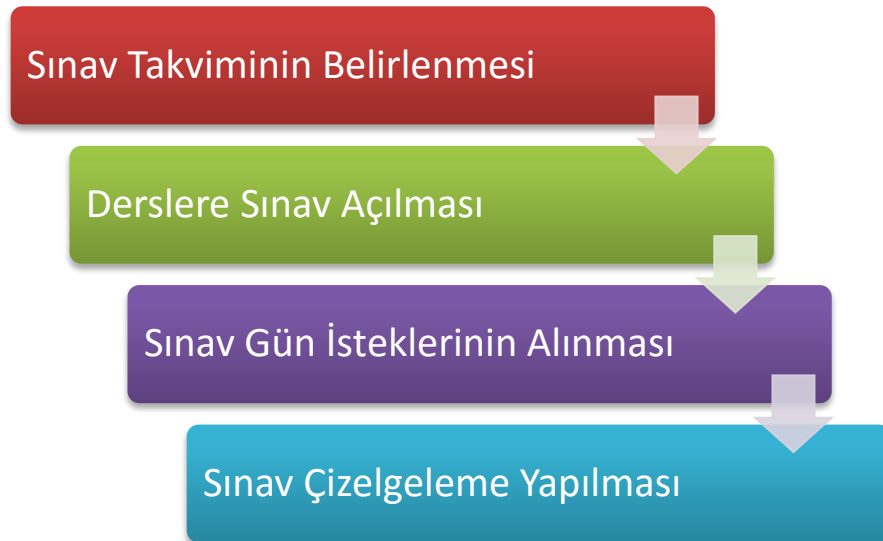 Sınav Takviminin Belirlenmesi
Derslere Sınav Açılması
Sınav Gün İsteklerinin Alınması
Sınav Çizelgeleme Yapılması